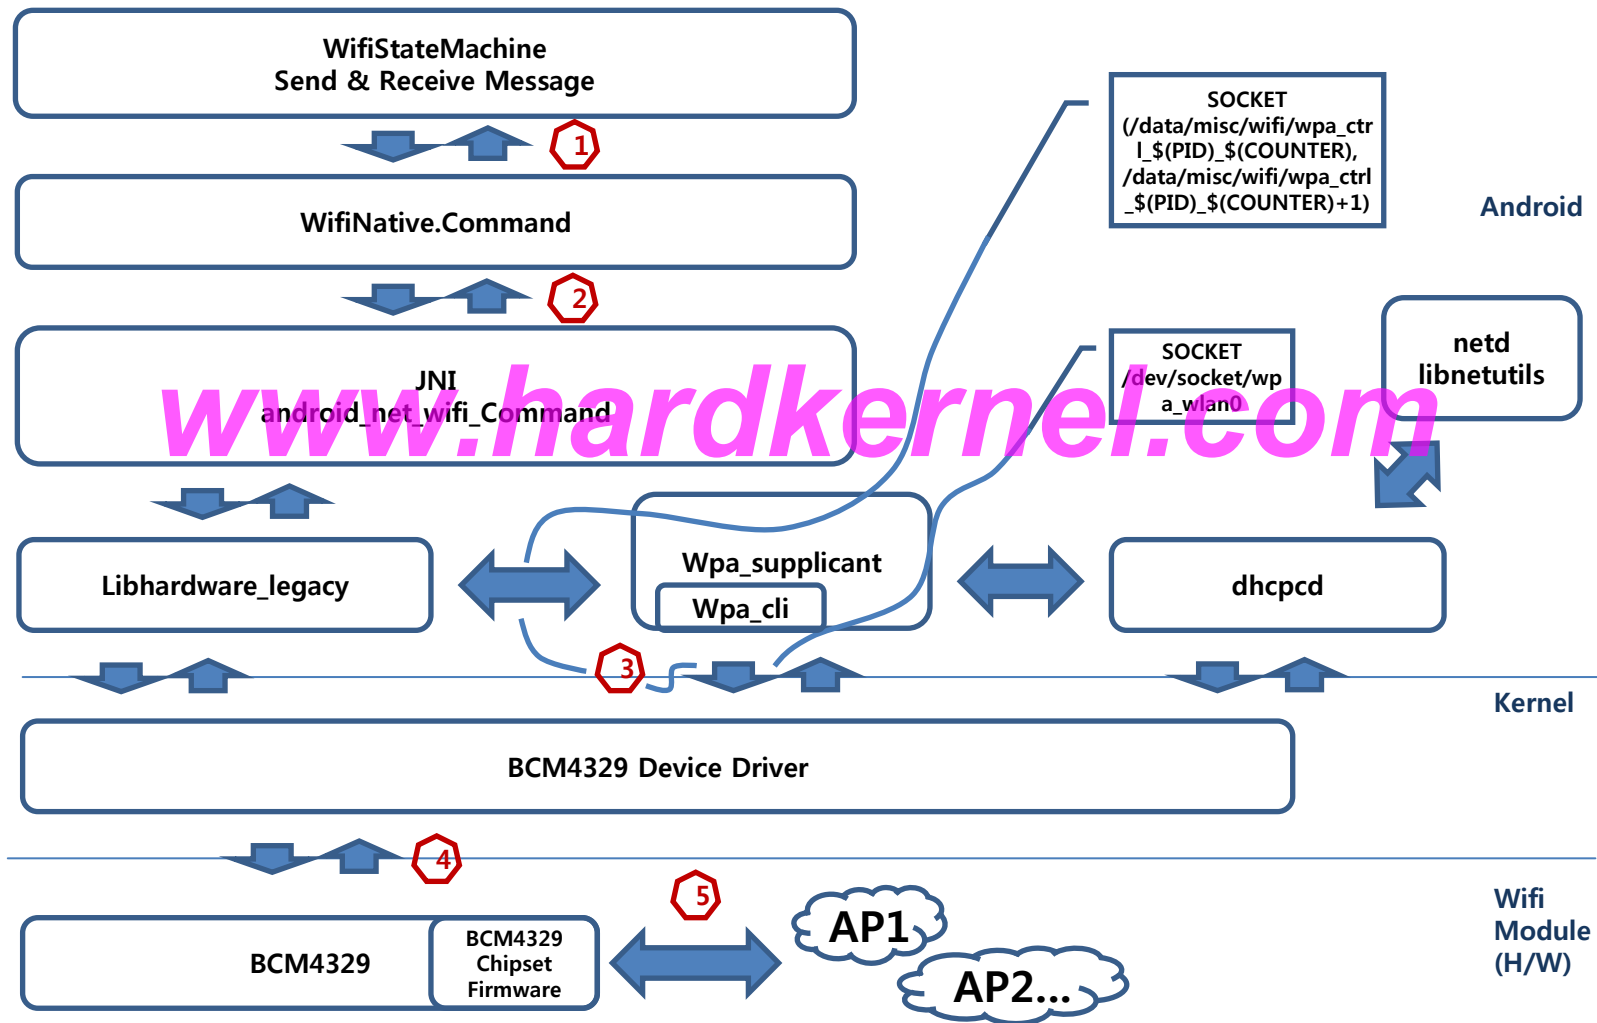 WifiStateMachine
Send & Receive Message
1
SOCKET
(/data/misc/wifi/wpa_ctr
l_$(PID)_$(COUNTER),
/data/misc/wifi/wpa_ctrl
_$(PID)_$(COUNTER)+1)
Android
WifiNative.Command
2
JNI
android_net_wifi_Command
SOCKET
/dev/socket/wp
a_wlan0
netd
libnetutils
www.hardkernel.com
Libhardware_legacy
Wpa_supplicant
Wpa_cli
dhcpcd
3
Kernel
BCM4329 Device Driver
4
5
BCM4329
BCM4329
Chipset
Firmware
AP1
AP2...
Wifi
Module
(H/W)